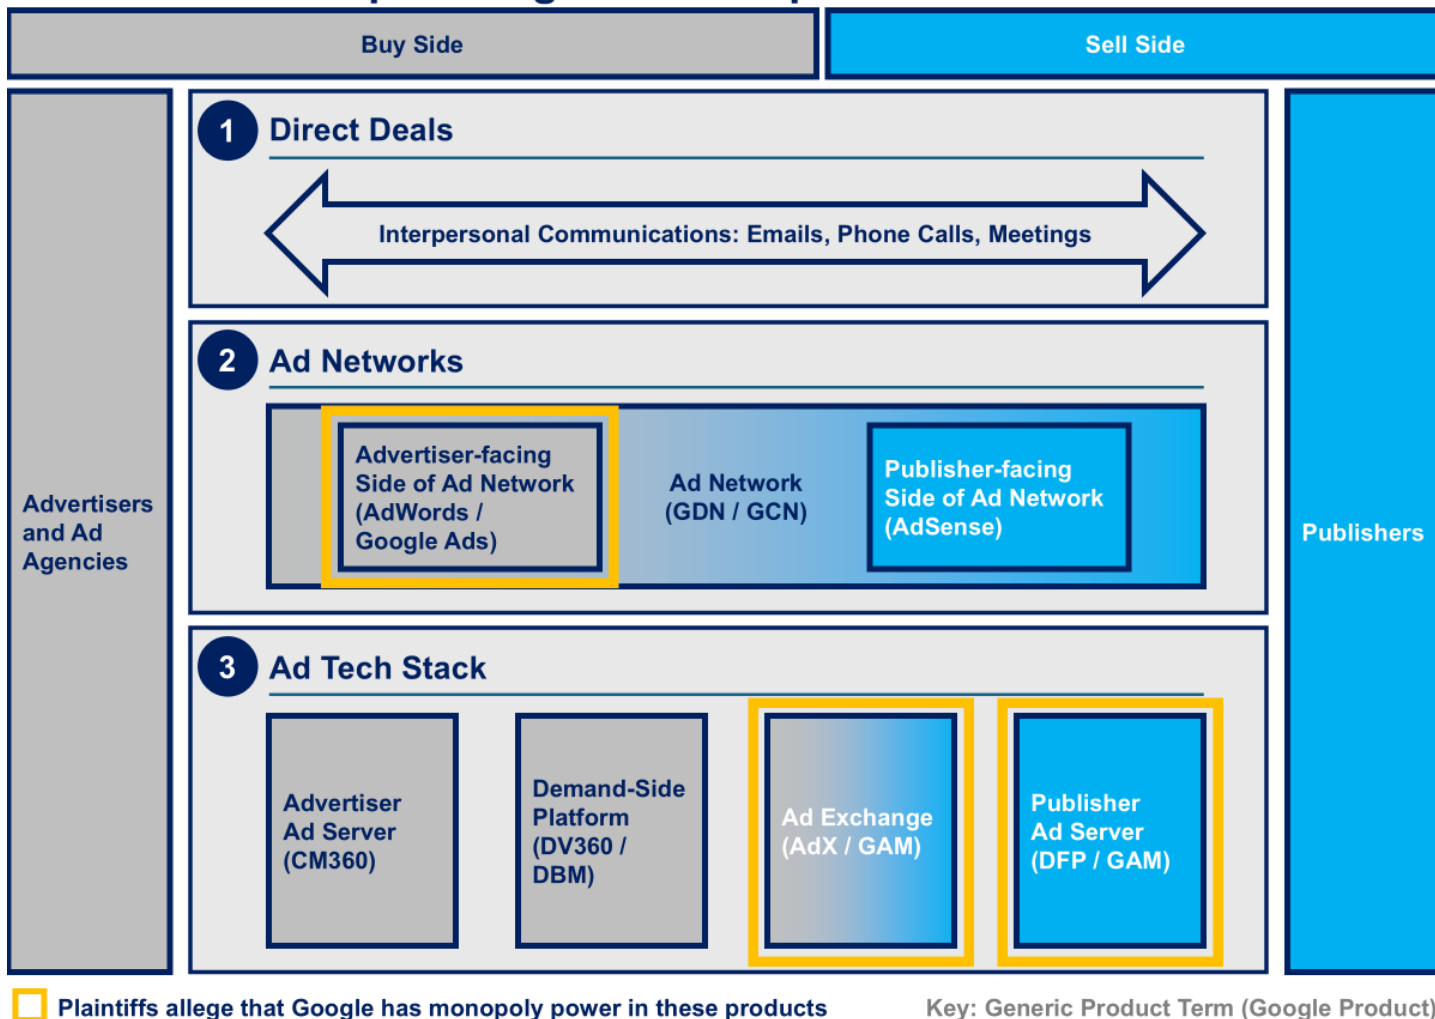 Buy Side
Sell Side
1 Direct Deals
Interpersonal Communications: Emails, Phone Calls, Meetings
2 Ad Networks
Advertiser-facing
Side of Ad Network
(AdWords /
Google Ads)
Ad Network
(GDN / GCN)
Publisher-facing
Side of Ad Network
(AdSense)
Advertisers
and Ad
Agencies
Publishers
3 Ad Tech Stack
Advertiser
Ad Server
(CM360)
Demand-Side
Platform
(DV360 /
DBM)
Ad Exchange
(AdX / GAM)
Publisher
Ad Server
(DFP / GAM)
Plaintiffs allege that Google has monopoly power in these products
Key: Generic Product Term (Google Product)